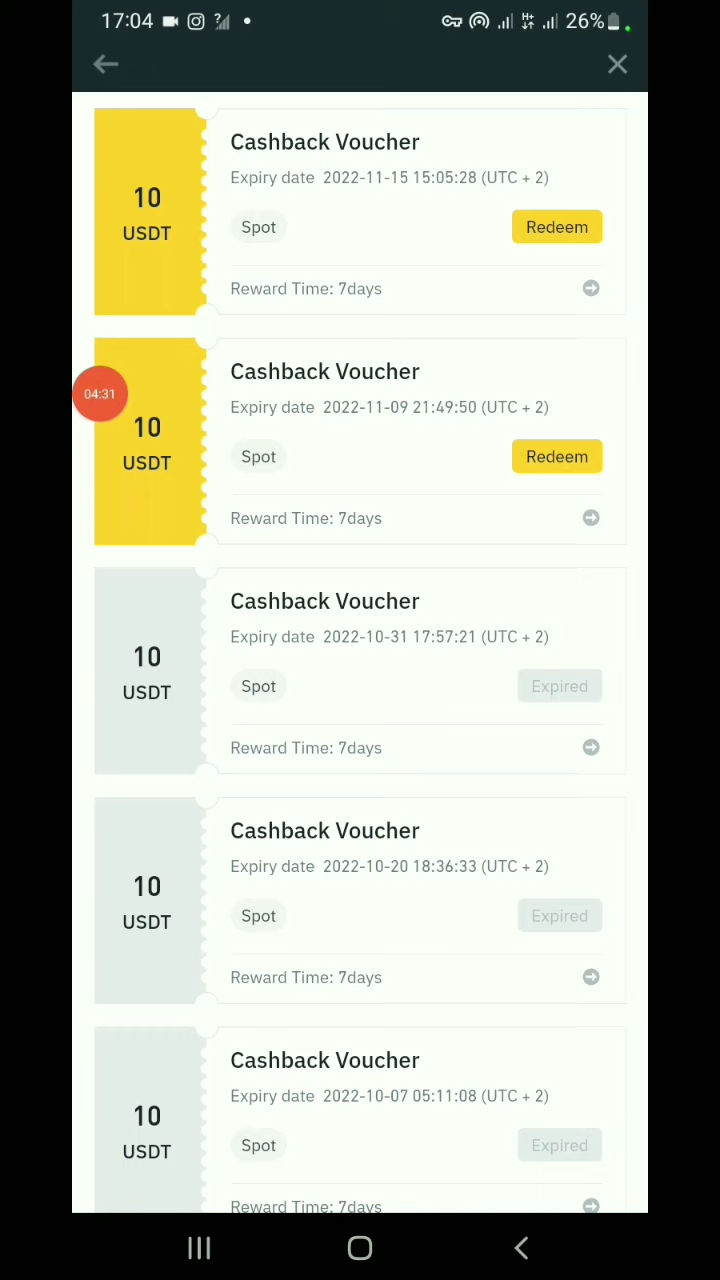 17:04 26%
10
USDT
Cashback Voucher
Expiry date 2022-11-15 15:05:28 (UTC + 2)
Spot
Redeem
Reward Time: 7days
04:31
10
USDT
Cashback Voucher
Expiry date 2022-11-09 21:49:50 (UTC + 2)
Spot
Redeem
Reward Time: 7days
10
USDT
Cashback Voucher
Expiry date 2022-10-31 17:57:21 (UTC + 2)
Spot
Expired
Reward Time: 7days
10
USDT
Cashback Voucher
Expiry date 2022-10-20 18:36:33 (UTC + 2)
Spot
Expired
Reward Time: 7days
10
USDT
Cashback Voucher
Expiry date 2022-10-07 05:11:08 (UTC + 2)
Spot
Expired
Reward Time: 7days